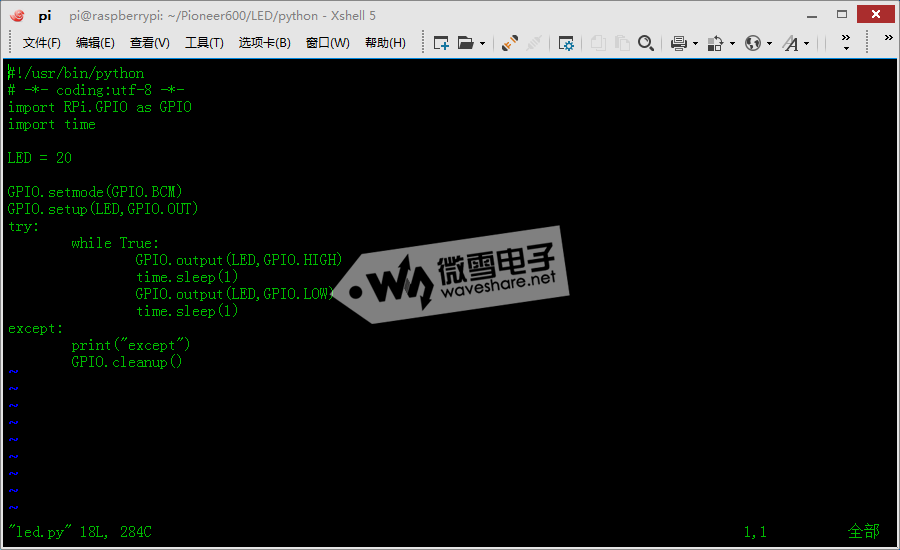 pi pi@raspberrypi: ~/Pioneer600/LED/python - Xshell 5
文件(F) 编辑(E) 查看(V) 工具(T) 选项卡(B) 窗口(W) 帮助(H)
#!/usr/bin/python
# -*- coding:utf-8 -*-
import RPi.GPIO as GPIO
import time
LED = 20
GPIO.setmode(GPIO.BCM)
GPIO.setup(LED,GPIO.OUT)
try:
while True:
GPIO.output(LED,GPIO.HIGH)
time.sleep(1)
GPIO.output(LED,GPIO.LOW)
time.sleep(1)
except:
print("except")
GPIO.cleanup()
~
~
~
~
~
~
~
~
~
"led.py" 18L, 284C 1,1 全部
微雪电子
waveshare.net